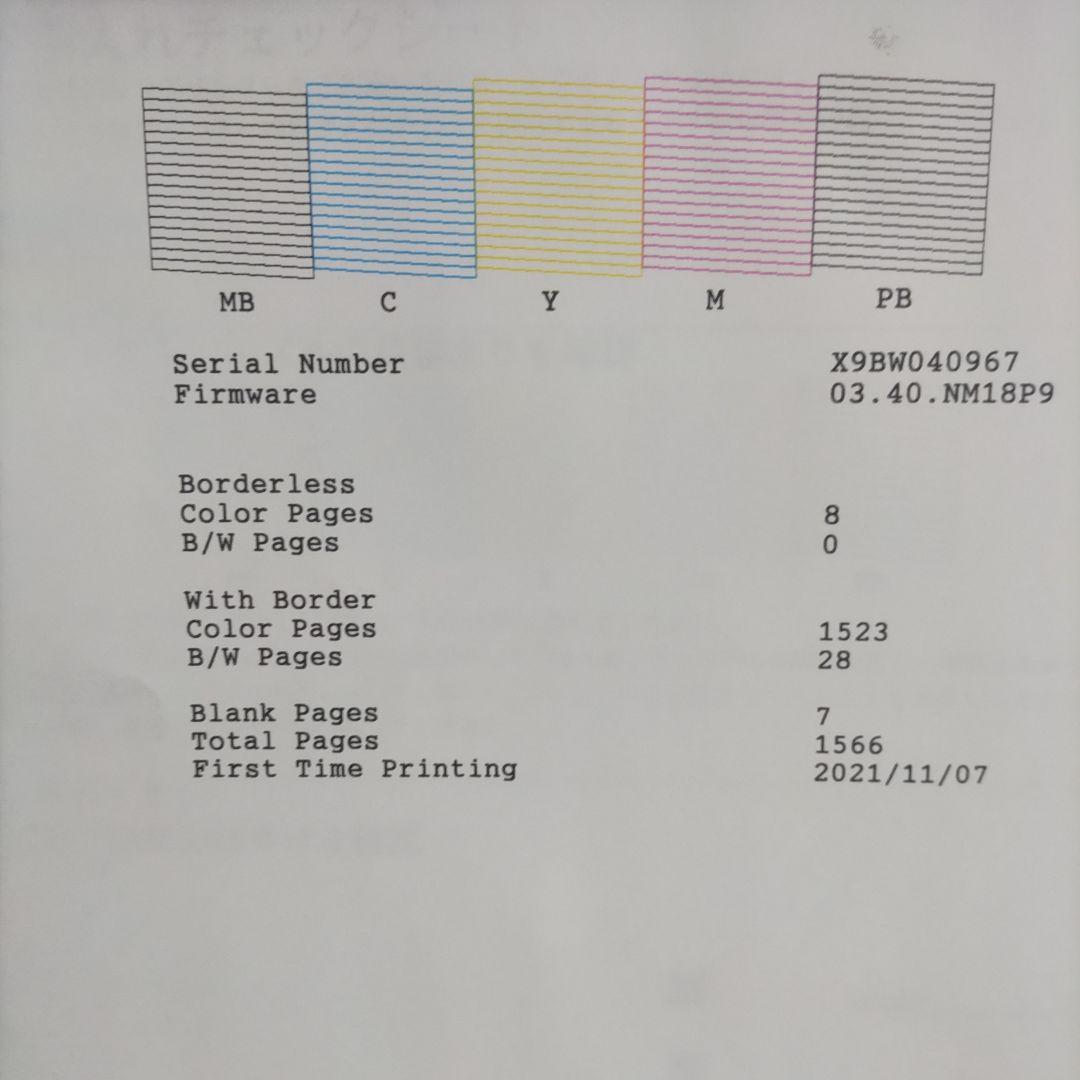 MB C Y M PB
Serial Number X9BW040967
Firmware 03.40.NM18P9
Borderless
Color Pages 8
B/W Pages 0
With Border
Color Pages 1523
B/W Pages 28
Blank Pages 7
Total Pages 1566
First Time Printing 2021/11/07